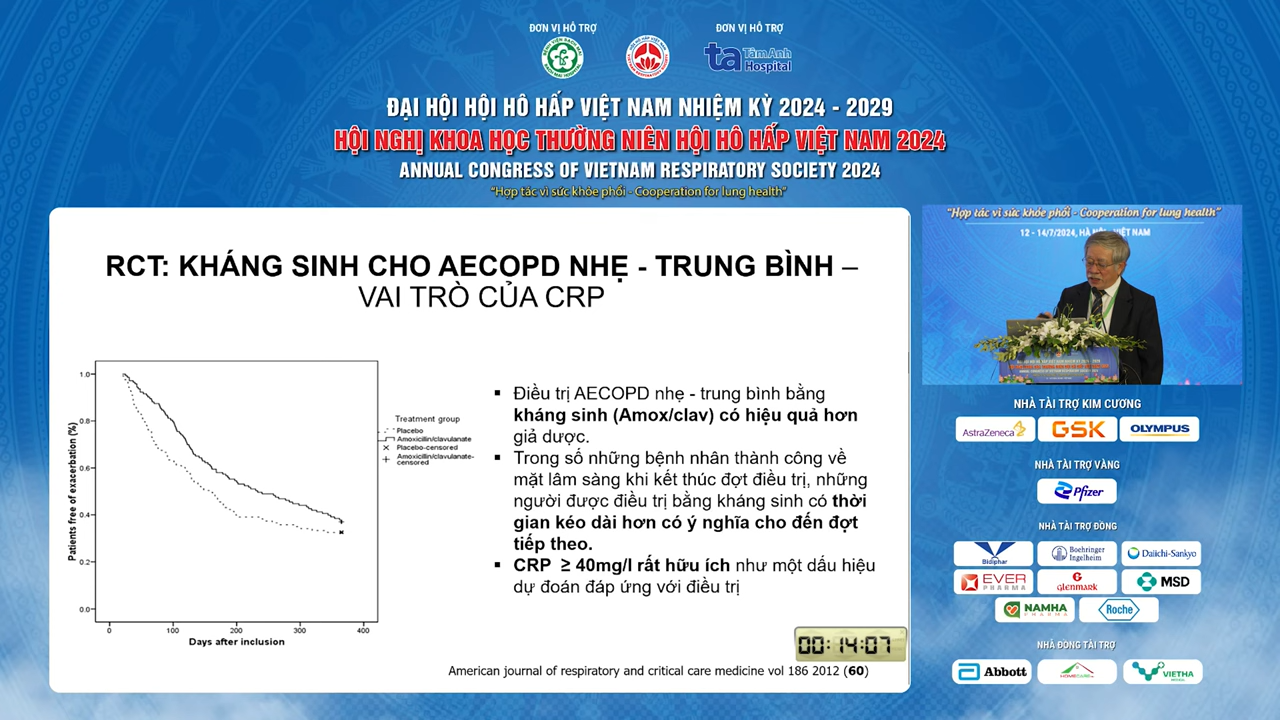 ĐƠN VỊ HỖ TRỢ
ĐƠN VỊ HỖ TRỢ
ta TâmAnh Hospital
ĐẠI HỘI HỘI HÔ HẤP VIỆT NAM NHIỆM KỲ 2024 - 2029
HỘI NGHỊ KHOA HỌC THƯỜNG NIÊN HỘI HÔ HẤP VIỆT NAM 2024
ANNUAL CONGRESS OF VIETNAM RESPIRATORY SOCIETY 2024
"Hợp tác vì sức khỏe phổi - Cooperation for lung health"
RCT: KHÁNG SINH CHO AECOPD NHẸ - TRUNG BÌNH –
VAI TRÒ CỦA CRP
1.0
0.8
0.6
0.4
0.2
0.0
Patients free of exacerbation (%)
0 100 200 300 400
Days after inclusion
Treatment group
Placebo
Amoxicillin/clavulanate
Placebo-censored
Amoxicillin/clavulanate-
censored
▪ Điều trị AECOPD nhẹ - trung bình bằng
kháng sinh (Amox/clav) có hiệu quả hơn
giả dược.
▪ Trong số những bệnh nhân thành công về
mặt lâm sàng khi kết thúc đợt điều trị, những
người được điều trị bằng kháng sinh có thời
gian kéo dài hơn có ý nghĩa cho đến đợt
tiếp theo.
▪ CRP ≥ 40mg/l rất hữu ích như một dấu hiệu
dự đoán đáp ứng với điều trị
00:14:07
American journal of respiratory and critical care medicine vol 186 2012 (60)
"Hợp tác vì sức khỏe phổi - Cooperation for lung health"
12 - 14/7/2024, HÀ NỘI - VIỆT NAM
NHÀ TÀI TRỢ KIM CƯƠNG
AstraZeneca GSK OLYMPUS
NHÀ TÀI TRỢ VÀNG
Pfizer
NHÀ TÀI TRỢ ĐỒNG
Bidiphar Boehringer Ingelheim Daiichi-Sankyo
EVER PHARMA GLENMARK MSD
NAMHA PHARMA Roche
NHÀ ĐỒNG TÀI TRỢ
Abbott HOMECARE VIETHA